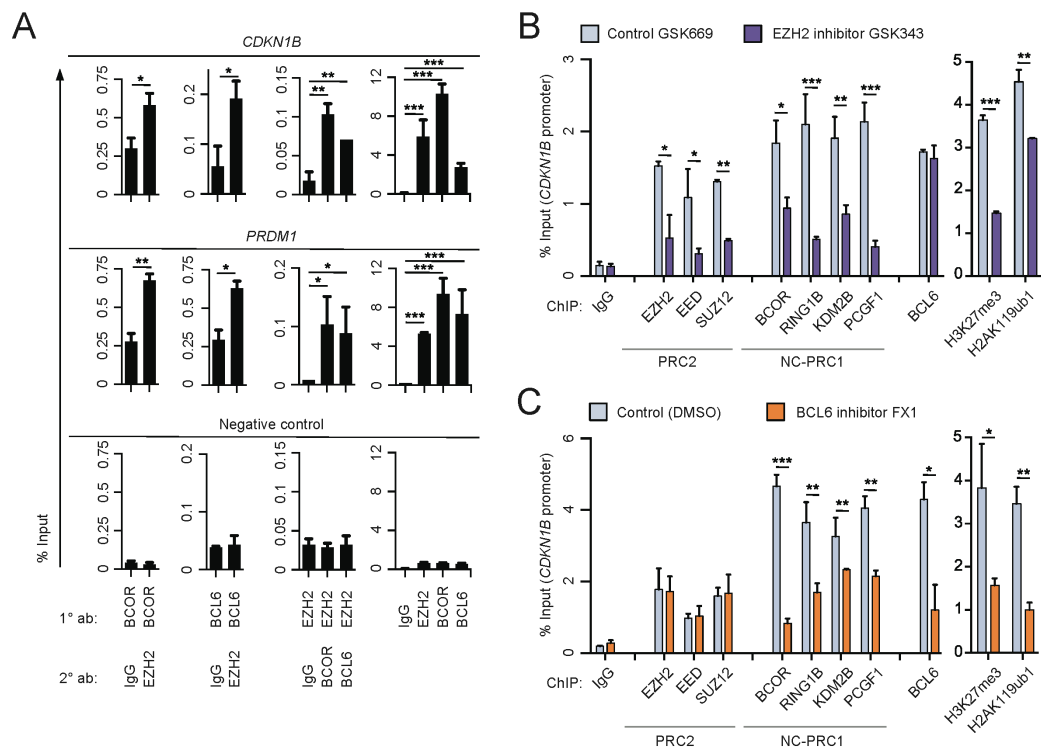 A
CDKN1B
* * ** ** *** *** ***
0.75 0.5 0.25 0
0.2 0.1 0
0.15 0.10 0.05 0
12 8 4 0
PRDM1
** * * * *** *** ***
0.75 0.5 0.25 0
0.75 0.5 0.25 0
0.2 0.1 0
12 8 4 0
Negative control
0.75 0.5 0.25 0
0.2 0.1 0
0.15 0.10 0.05 0
12 8 4 0
% Input
1° ab: BCOR BCOR BCL6 BCL6 EZH2 EZH2 EZH2 IgG EZH2 BCOR BCL6
2° ab: IgG EZH2 IgG EZH2 IgG BCOR BCL6
B
Control GSK669 EZH2 inhibitor GSK343
% Input (CDKN1B promoter)
3 2 1 0
* * ** * *** ** ***
5 4 3 2 1 0
*** **
ChIP: IgG EZH2 EED SUZ12 BCOR RING1B KDM2B PCGF1 BCL6 H3K27me3 H2AK119ub1
PRC2 NC-PRC1
C
Control (DMSO) BCL6 inhibitor FX1
% Input (CDKN1B promoter)
6 4 2 0
*** ** ** ** *
5 4 3 2 1 0
* **
ChIP: IgG EZH2 EED SUZ12 BCOR RING1B KDM2B PCGF1 BCL6 H3K27me3 H2AK119ub1
PRC2 NC-PRC1